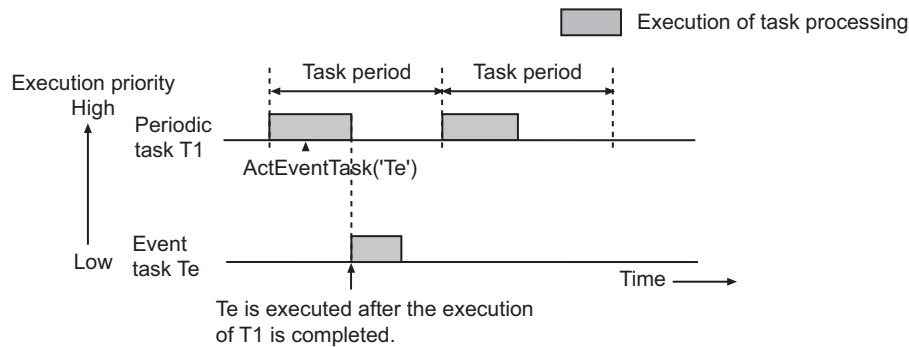 Execution of task processing
Task period
Task period
Execution priority
High
Periodic
task T1
ActEventTask('Te')
Low
Event
task Te
Time
Te is executed after the execution
of T1 is completed.